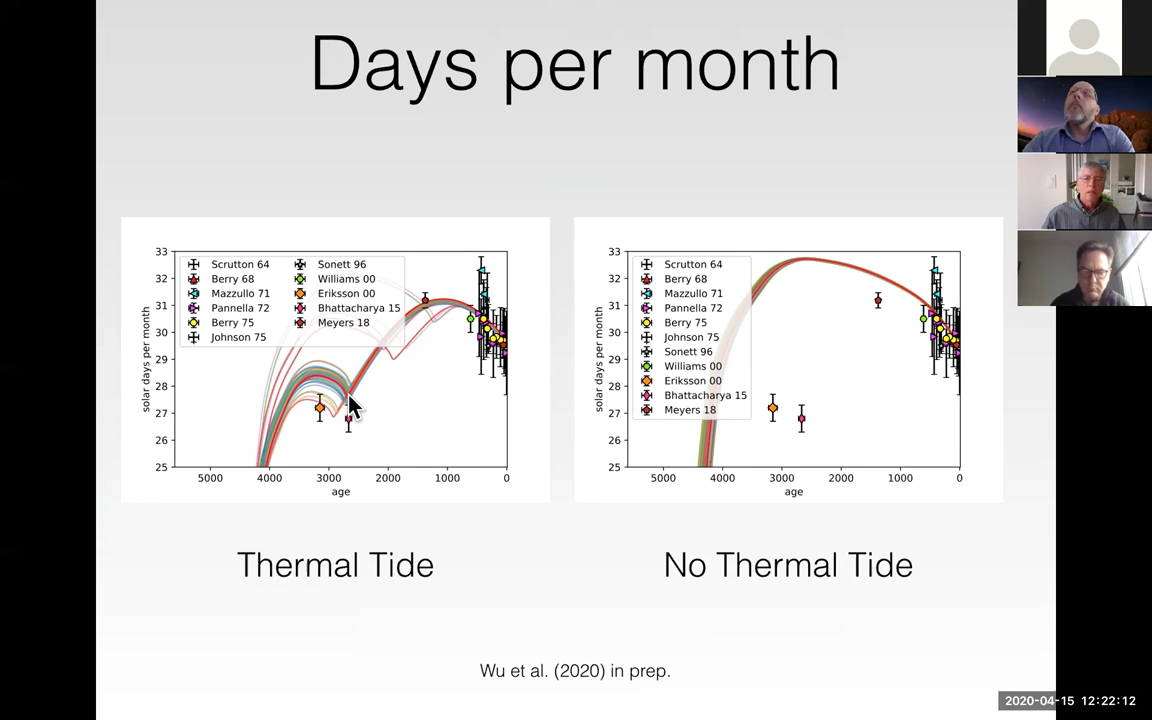 Days per month
33
32
31
30
29
28
27
26
25
solar days per month
Scrutton 64
Berry 68
Mazzullo 71
Pannella 72
Berry 75
Johnson 75
Sonett 96
Williams 00
Eriksson 00
Bhattacharya 15
Meyers 18
5000 4000 3000 2000 1000 0
age
Thermal Tide
33
32
31
30
29
28
27
26
25
solar days per month
Scrutton 64
Berry 68
Mazzullo 71
Pannella 72
Berry 75
Johnson 75
Sonett 96
Williams 00
Eriksson 00
Bhattacharya 15
Meyers 18
5000 4000 3000 2000 1000 0
age
No Thermal Tide
Wu et al. (2020) in prep.
2020-04-15 12:22:12